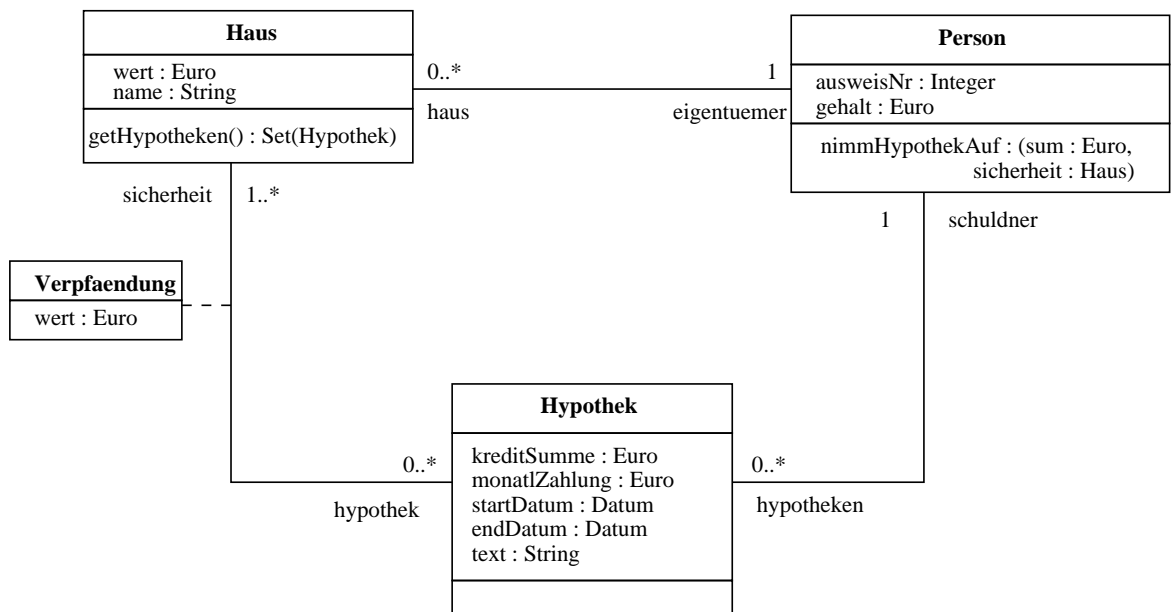 Haus
wert : Euro
name : String
getHypotheken() : Set(Hypothek)
0..*
haus
1
eigentuemer
Person
ausweisNr : Integer
gehalt : Euro
nimmHypothekAuf : (sum : Euro,
sicherheit : Haus)
sicherheit
1..*
1
schuldner
Verpfaendung
wert : Euro
Hypothek
kreditSumme : Euro
monatlZahlung : Euro
startDatum : Datum
endDatum : Datum
text : String
0..*
hypothek
0..*
hypotheken